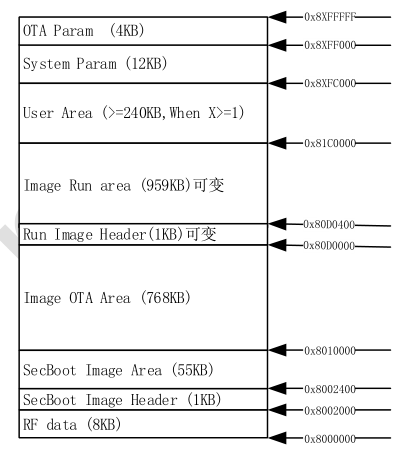 0x8XFFFFF
OTA Param (4KB)
0x8XFF000
System Param (12KB)
0x8XFC000
User Area (>=240KB,When X>=1)
0x81C0000
Image Run area (959KB)可变
0x80D0400
Run Image Header(1KB)可变
0x80D0000
Image OTA Area (768KB)
0x8010000
SecBoot Image Area (55KB)
0x8002400
SecBoot Image Header (1KB)
0x8002000
RF data (8KB)
0x8000000